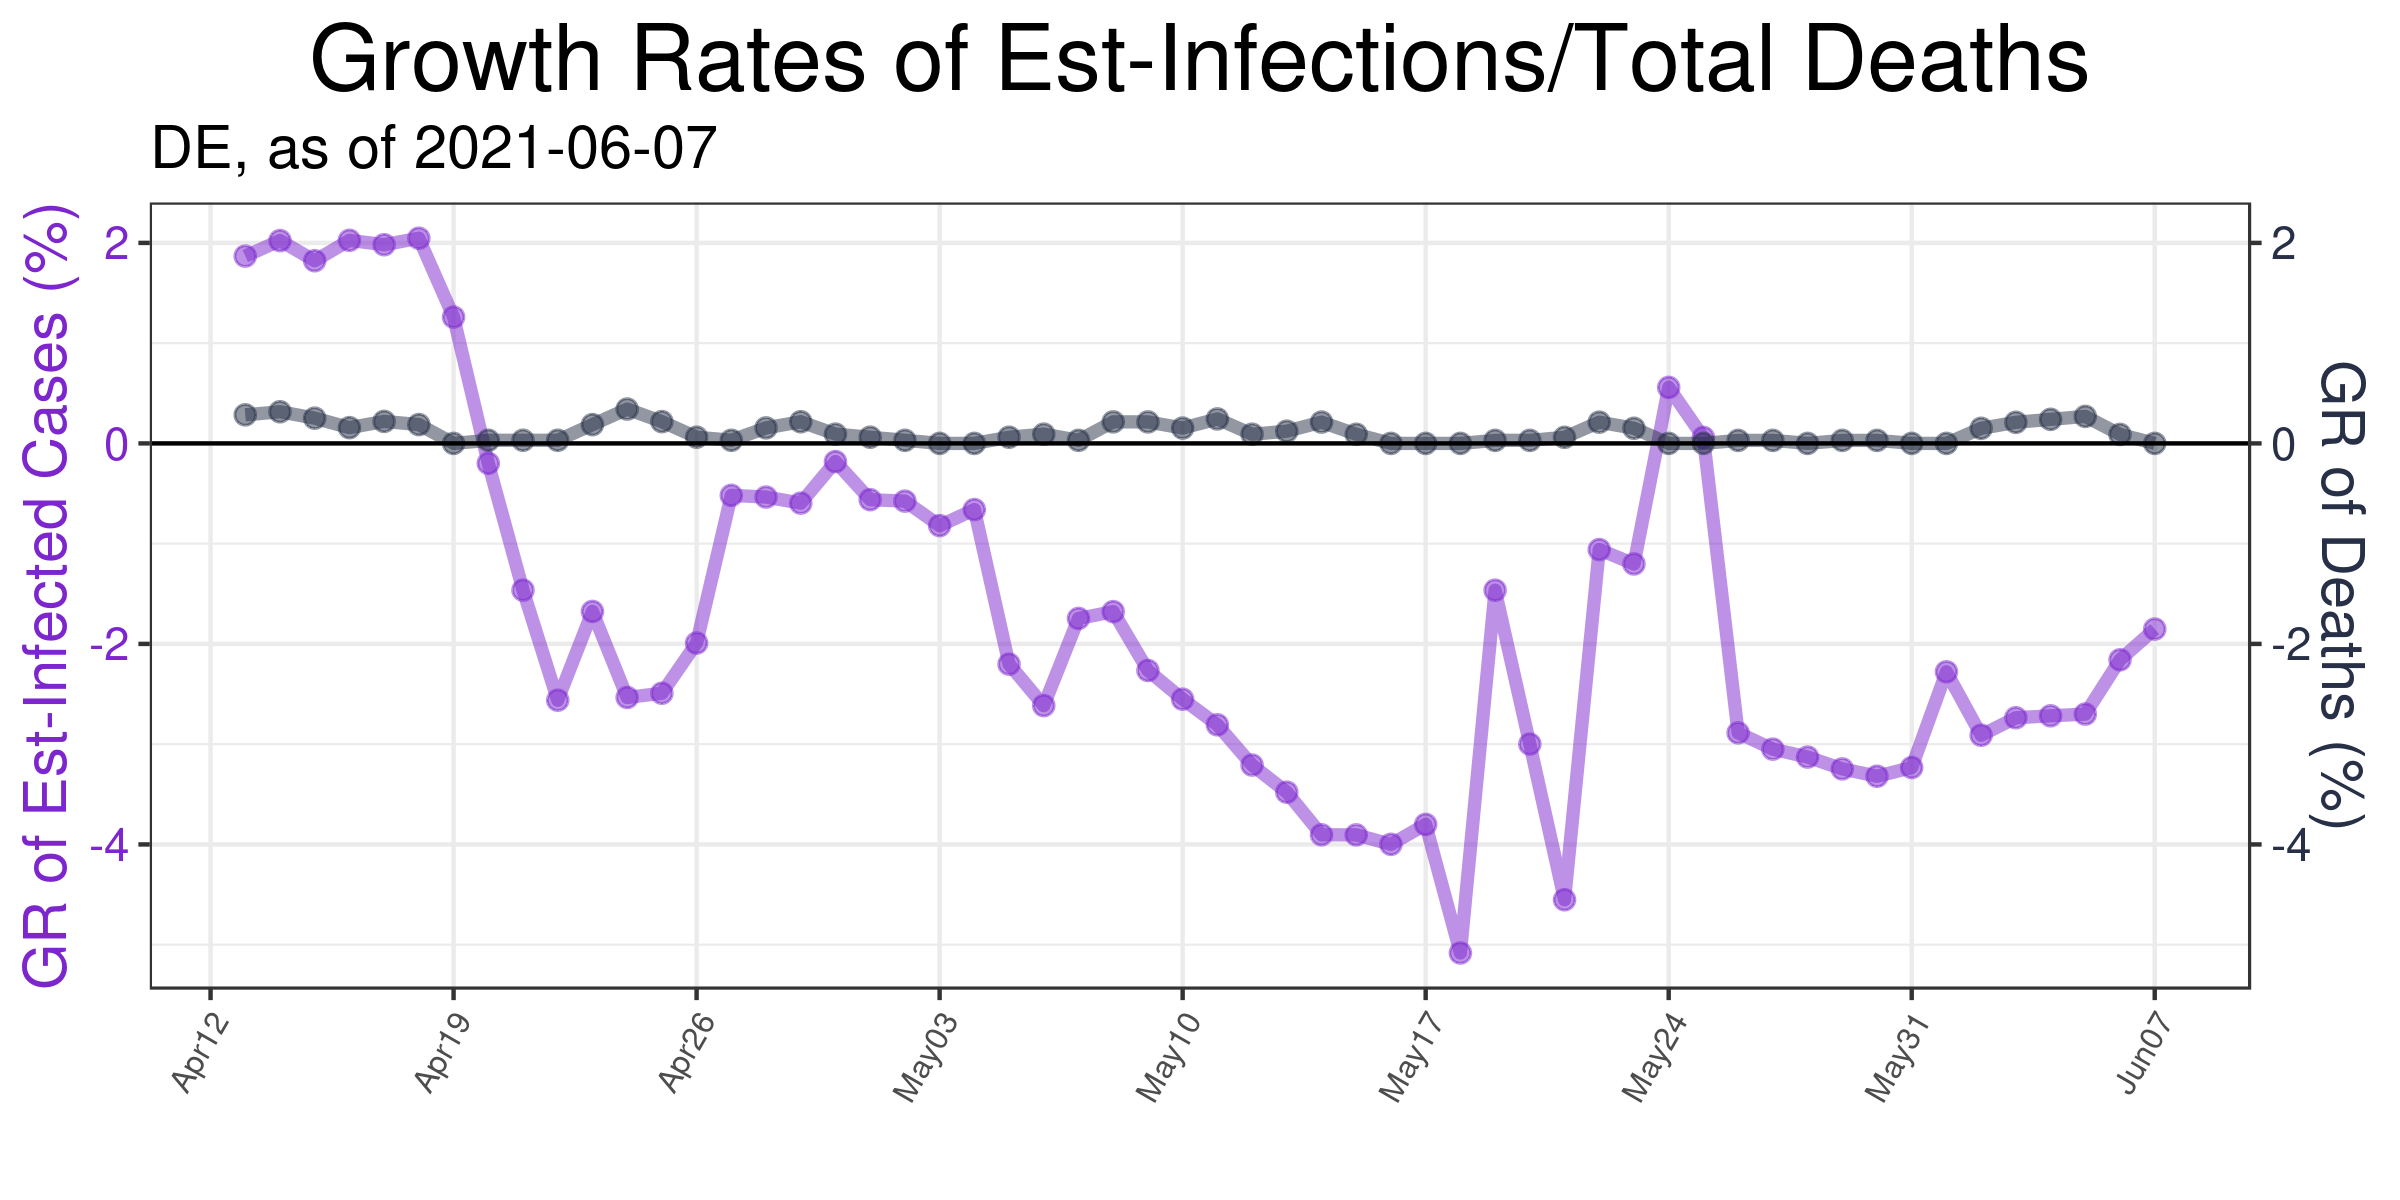 Growth Rates of Est-Infections/Total Deaths
DE, as of 2021-06-07
GR of Est-Infected Cases (%)
2
0
-2
-4
2
0
-2
-4
GR of Deaths (%)
Apr12
Apr19
Apr26
May03
May10
May17
May24
May31
Jun07